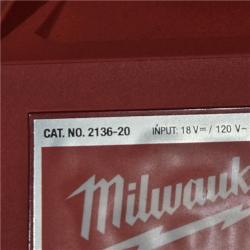 CAT. NO. 2136-20 INPUT: 18 V⎓ / 120 V~
Milwauk